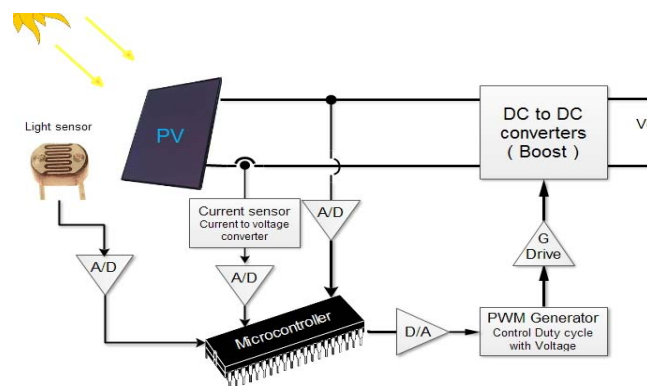 Light sensor
PV
DC to DC
converters
( Boost )
V
Current sensor
Current to voltage
converter
A/D
A/D
A/D
G
Drive
Microcontroller
D/A
PWM Generator
Control Duty cycle
with Voltage